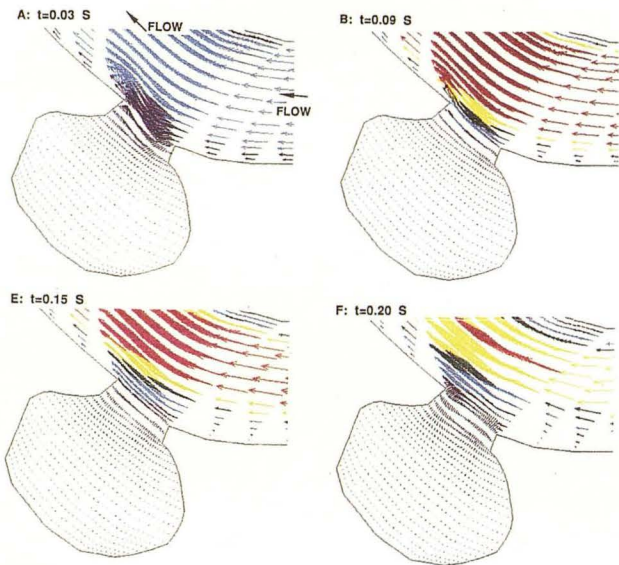 A: t=0.03 S
FLOW
FLOW
B: t=0.09 S
E: t=0.15 S
F: t=0.20 S